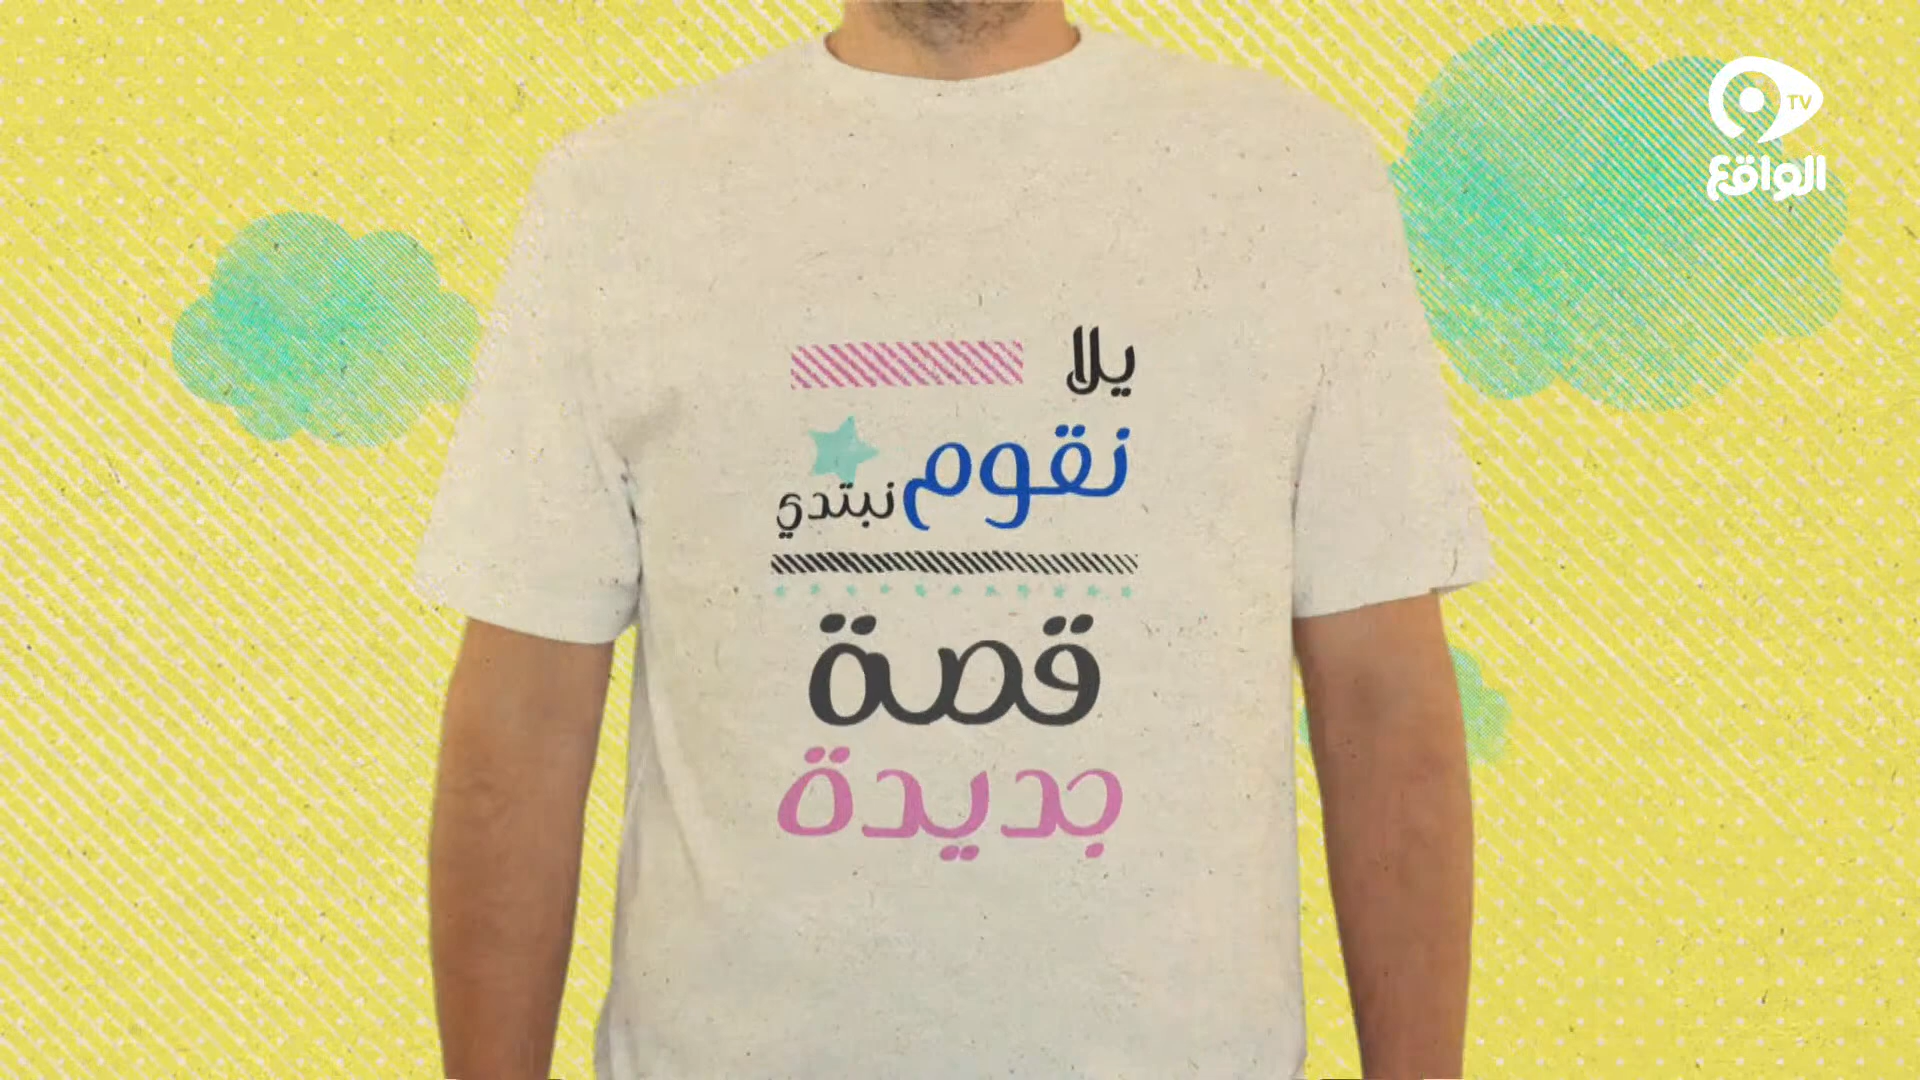 TV
الواقع
يلا
نقوم نبتدي
قصة
جديدة